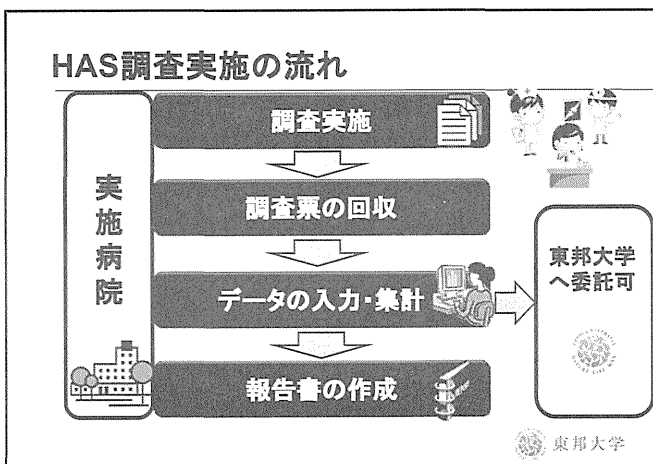 HAS調査実施の流れ
実施病院
調査実施
調査票の回収
データの入力・集計
報告書の作成
東邦大学
へ委託可
東邦大学